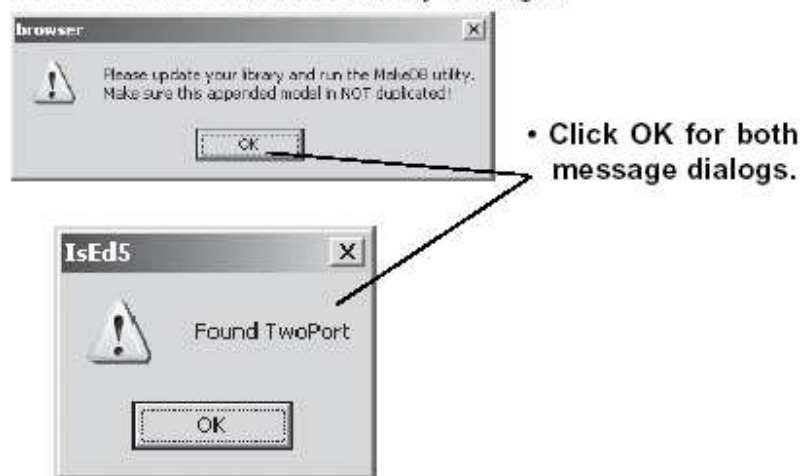 browser
Please update your library and run the MakeDB utility.
Make sure this appended model in NOT duplicated!
OK
• Click OK for both
message dialogs.
IsEd5
Found TwoPort
OK